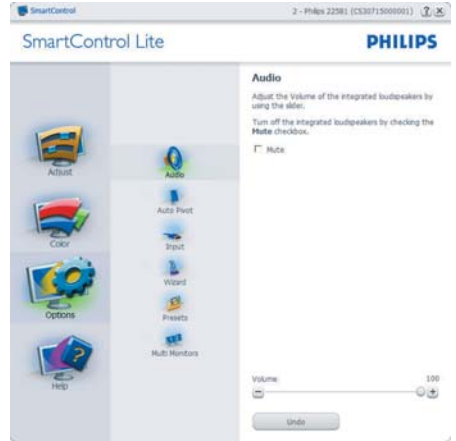 SmartControl
2 - Philips 225B1 (CS30715000001)
SmartControl Lite
PHILIPS
Adjust
Color
Options
Help
Audio
Auto Pivot
Input
Wizard
Presets
Multi Monitors
Audio
Adjust the Volume of the integrated loudspeakers by
using the slider.
Turn off the integrated loudspeakers by checking the
Mute checkbox.
Mute
Volume
100
Undo